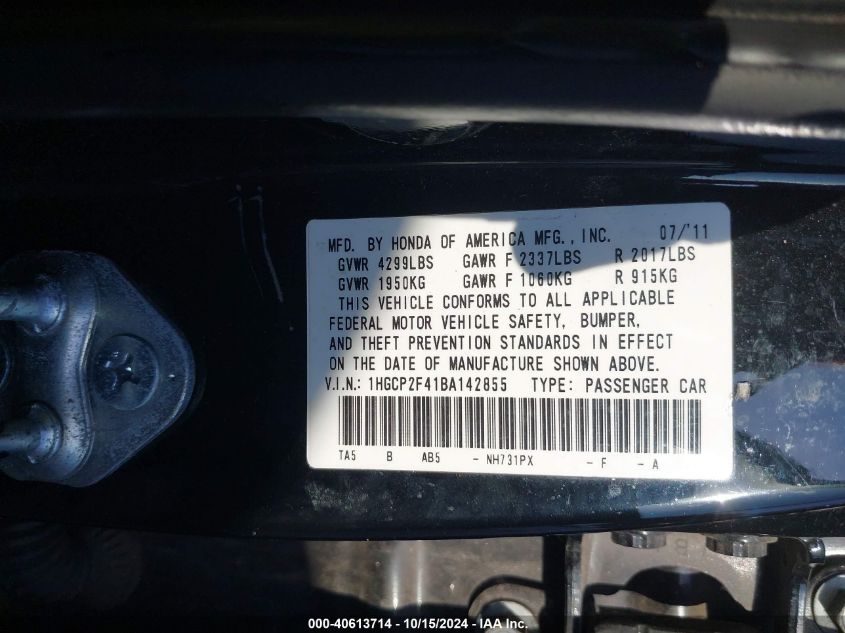 MFD. BY HONDA OF AMERICA MFG., INC. 07/'11
GVWR 4299LBS GAWR F 2337LBS R 2017LBS
GVWR 1950KG GAWR F 1060KG R 915KG
THIS VEHICLE CONFORMS TO ALL APPLICABLE
FEDERAL MOTOR VEHICLE SAFETY, BUMPER,
AND THEFT PREVENTION STANDARDS IN EFFECT
ON THE DATE OF MANUFACTURE SHOWN ABOVE.
V.I.N.: 1HGCP2F41BA142855 TYPE: PASSENGER CAR
TA5 B AB5 - NH731PX - F - A
000-40613714 - 10/15/2024 - IAA Inc.